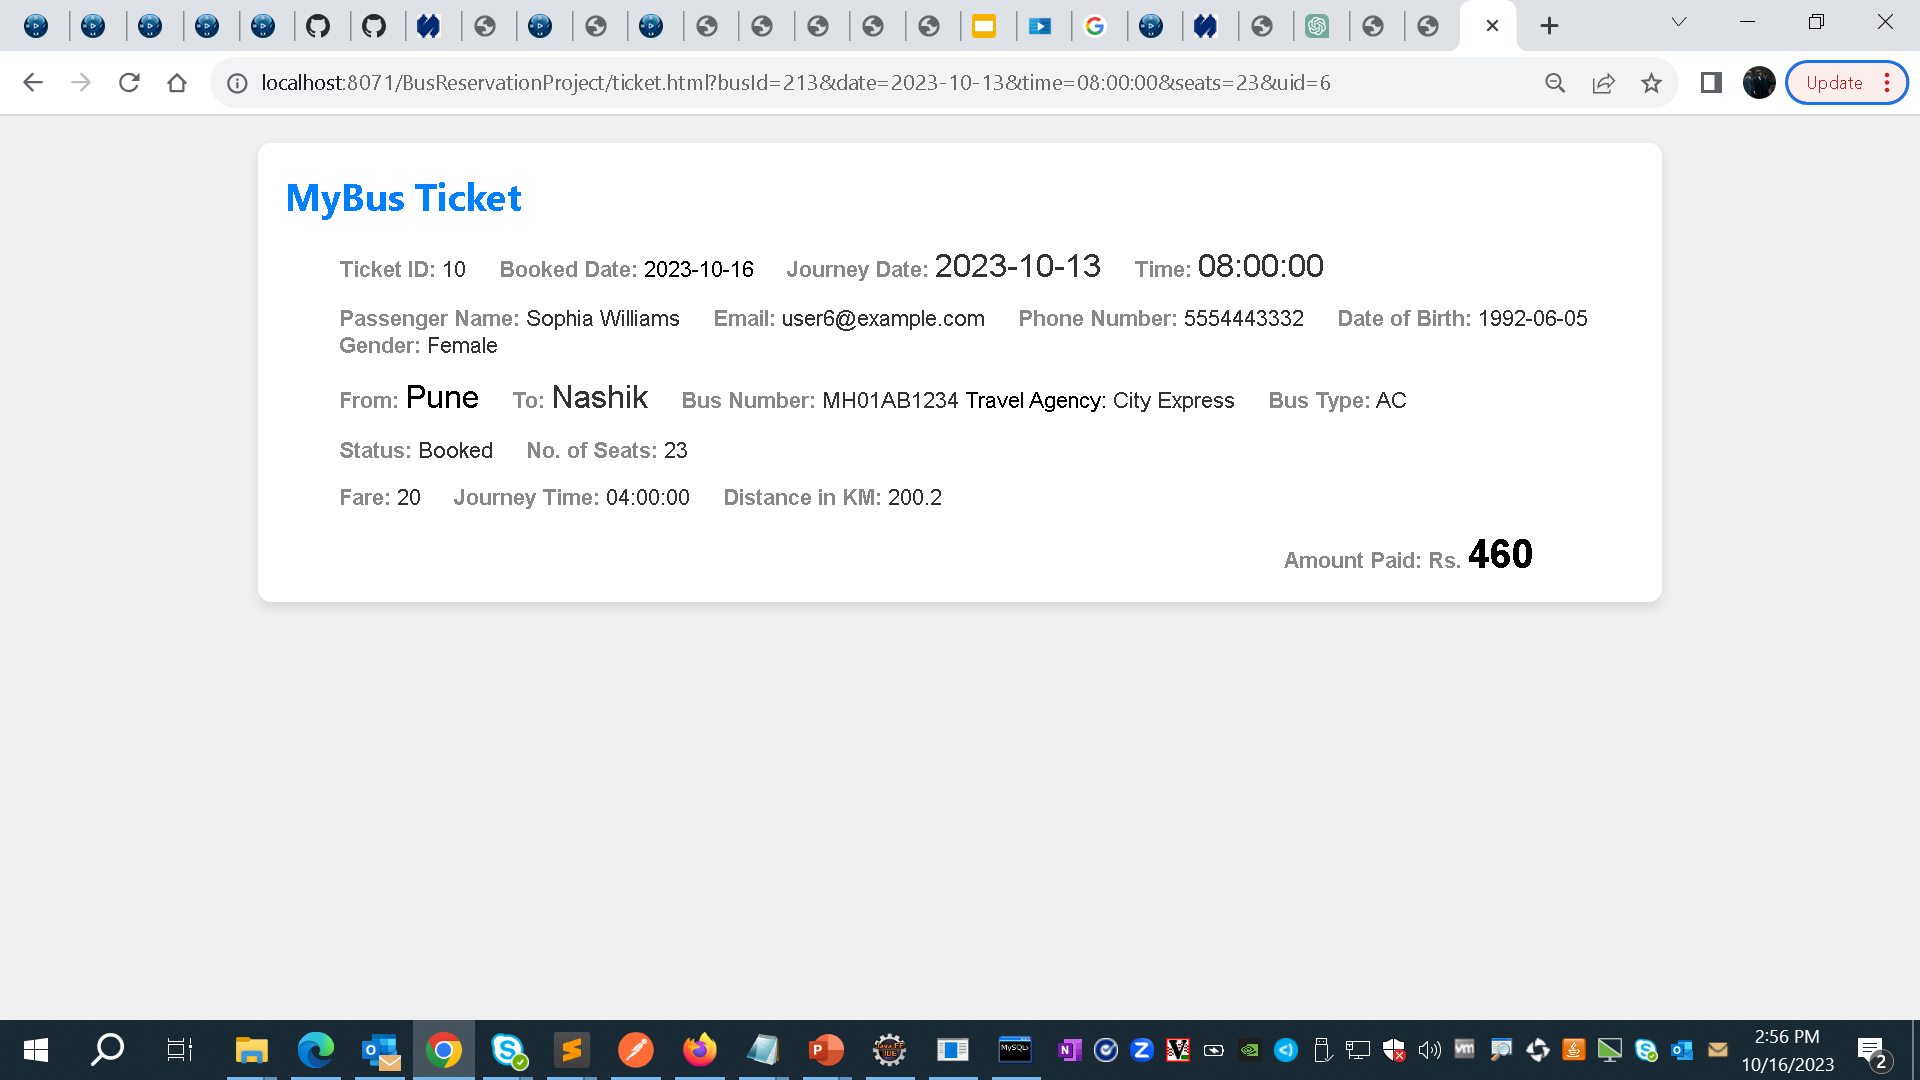 localhost:8071/BusReservationProject/ticket.html?busId=213&date=2023-10-13&time=08:00:00&seats=23&uid=6
Update
MyBus Ticket
Ticket ID: 10 Booked Date: 2023-10-16 Journey Date: 2023-10-13 Time: 08:00:00
Passenger Name: Sophia Williams Email: user6@example.com Phone Number: 5554443332 Date of Birth: 1992-06-05
Gender: Female
From: Pune To: Nashik Bus Number: MH01AB1234 Travel Agency: City Express Bus Type: AC
Status: Booked No. of Seats: 23
Fare: 20 Journey Time: 04:00:00 Distance in KM: 200.2
Amount Paid: Rs. 460
2:56 PM
10/16/2023
2